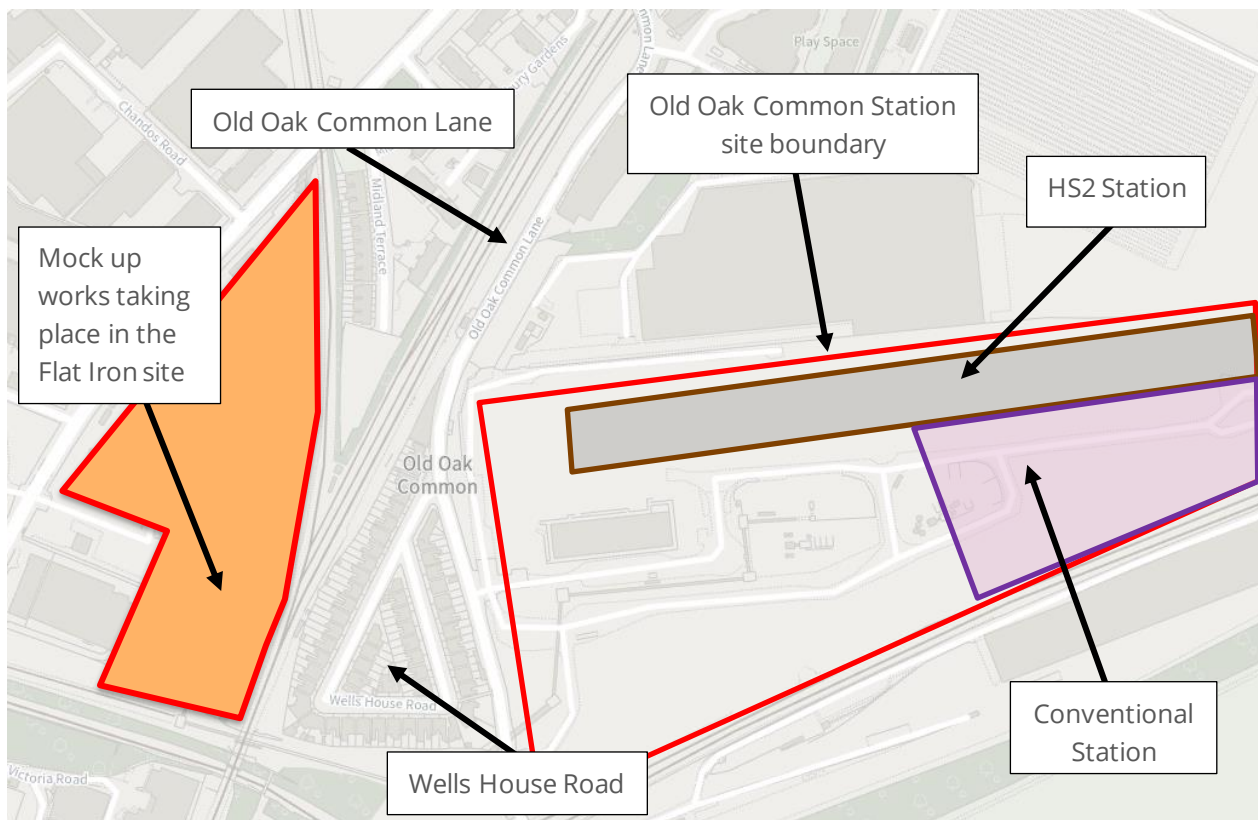 Play Space
Chandos Road
Old Oak Common Lane
Old Oak Common Station
site boundary
HS2 Station
Midland Terrace
Old Oak Common Lane
Mock up
works taking
place in the
Flat Iron site
Old Oak
Common
Wells House Road
Conventional
Station
Wells House Road
Victoria Road